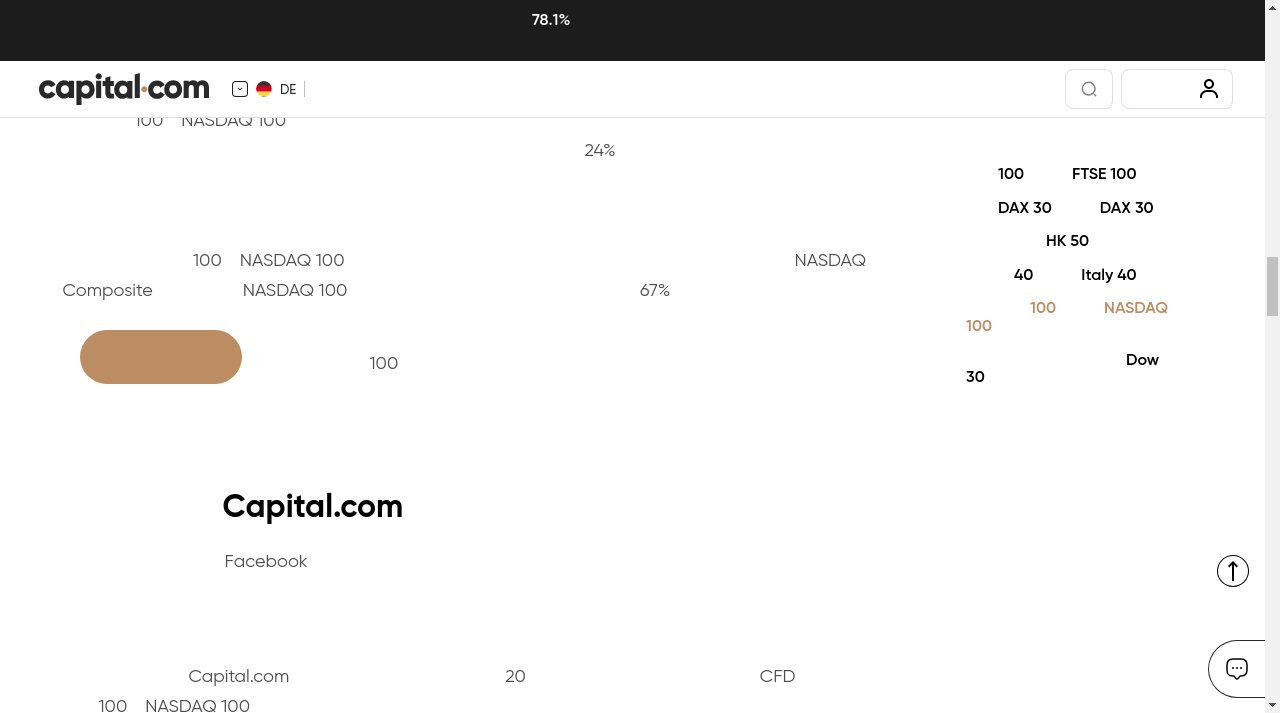 78.1%
capital.com
DE
100 NASDAQ 100
24%
100 NASDAQ 100 NASDAQ
Composite NASDAQ 100 67%
100
100 FTSE 100
DAX 30 DAX 30
HK 50
40 Italy 40
100 NASDAQ
100
Dow
30
Capital.com
Facebook
Capital.com 20 CFD
100 NASDAQ 100